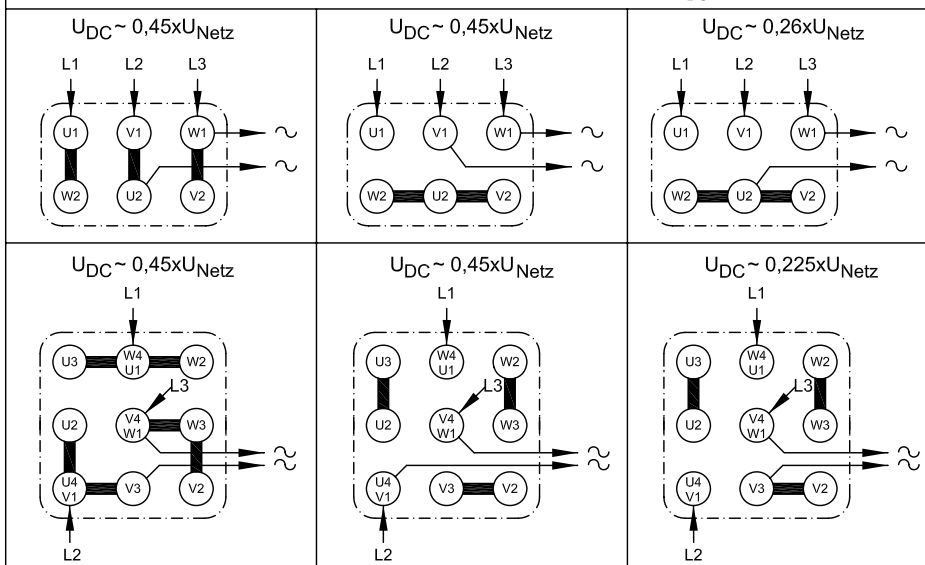 U_DC ~ 0,45xU_Netz
L1 L2 L3
U1 V1 W1 ~
~
W2 U2 V2
U_DC ~ 0,45xU_Netz
L1 L2 L3
U1 V1 W1 ~
~
W2 U2 V2
U_DC ~ 0,26xU_Netz
L1 L2 L3
U1 V1 W1 ~
~
W2 U2 V2
U_DC ~ 0,45xU_Netz
L1
U3 W4 U1 W2
L3
U2 V4 W1 W3
~
~
U4 V1 V3 V2
L2
U_DC ~ 0,45xU_Netz
L1
U3 W4 U1 W2
L3
U2 V4 W1 W3
~
~
U4 V1 V3 V2
L2
U_DC ~ 0,225xU_Netz
L1
U3 W4 U1 W2
L3
U2 V4 W1 W3
~
~
U4 V1 V3 V2
L2